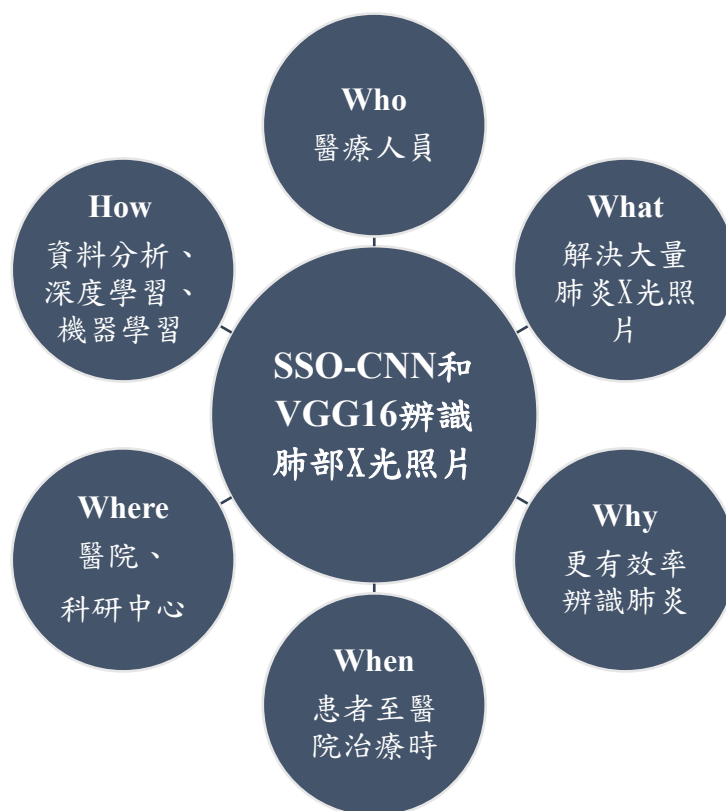 Who
醫療人員
How
資料分析、
深度學習、
機器學習
What
解決大量
肺炎X光照
片
SSO-CNN和
VGG16辨識
肺部X光照片
Where
醫院、
科研中心
Why
更有效率
辨識肺炎
When
患者至醫
院治療時